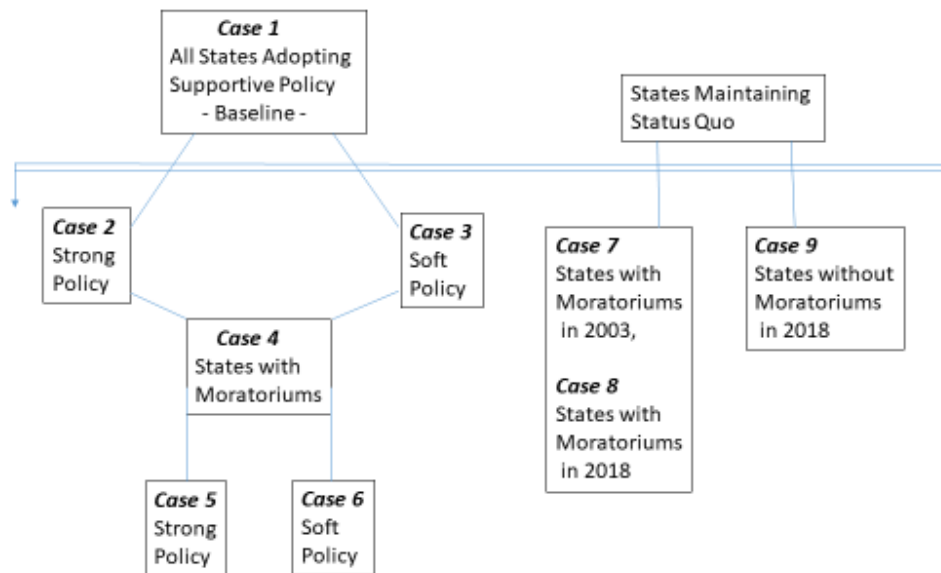 Case 1
All States Adopting
Supportive Policy
- Baseline -
States Maintaining
Status Quo
Case 2
Strong
Policy
Case 3
Soft
Policy
Case 4
States with
Moratoriums
Case 5
Strong
Policy
Case 6
Soft
Policy
Case 7
States with
Moratoriums
in 2003,
Case 8
States with
Moratoriums
in 2018
Case 9
States without
Moratoriums
in 2018